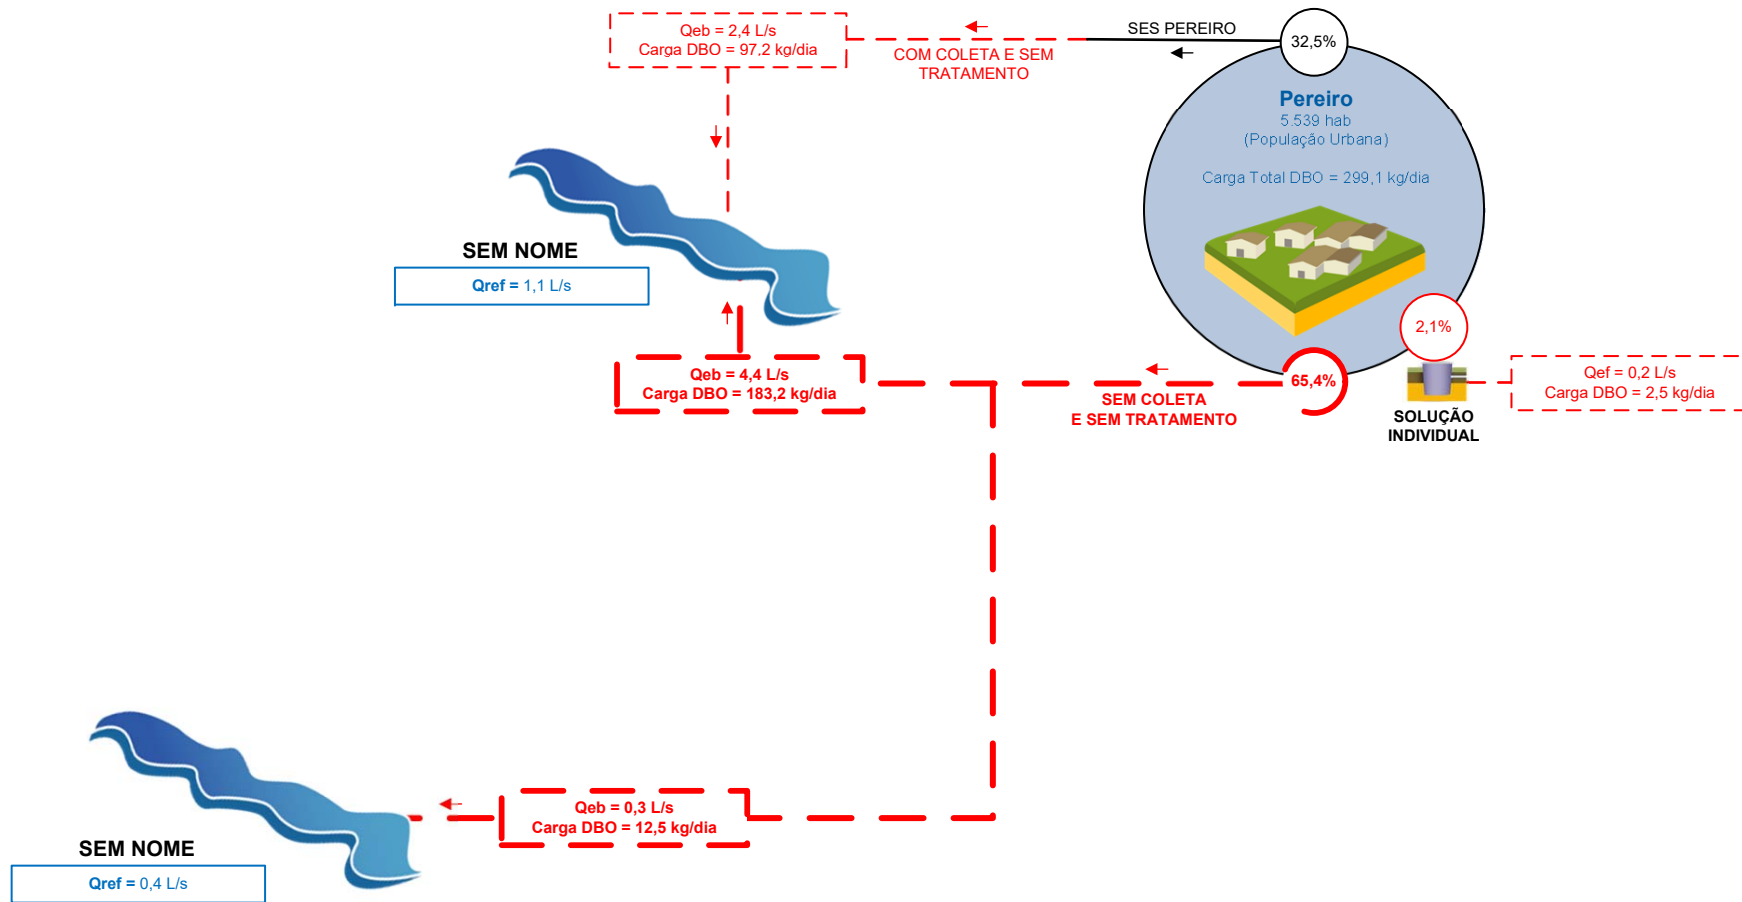 Qeb = 2,4 L/s
Carga DBO = 97,2 kg/dia
COM COLETA E SEM
TRATAMENTO
SES PEREIRO
32,5%
Pereiro
5.539 hab
(População Urbana)
Carga Total DBO = 299,1 kg/dia
SEM NOME
Qref = 1,1 L/s
2,1%
Qeb = 4,4 L/s
Carga DBO = 183,2 kg/dia
65,4%
SEM COLETA
E SEM TRATAMENTO
SOLUÇÃO
INDIVIDUAL
Qef = 0,2 L/s
Carga DBO = 2,5 kg/dia
Qeb = 0,3 L/s
Carga DBO = 12,5 kg/dia
SEM NOME
Qref = 0,4 L/s